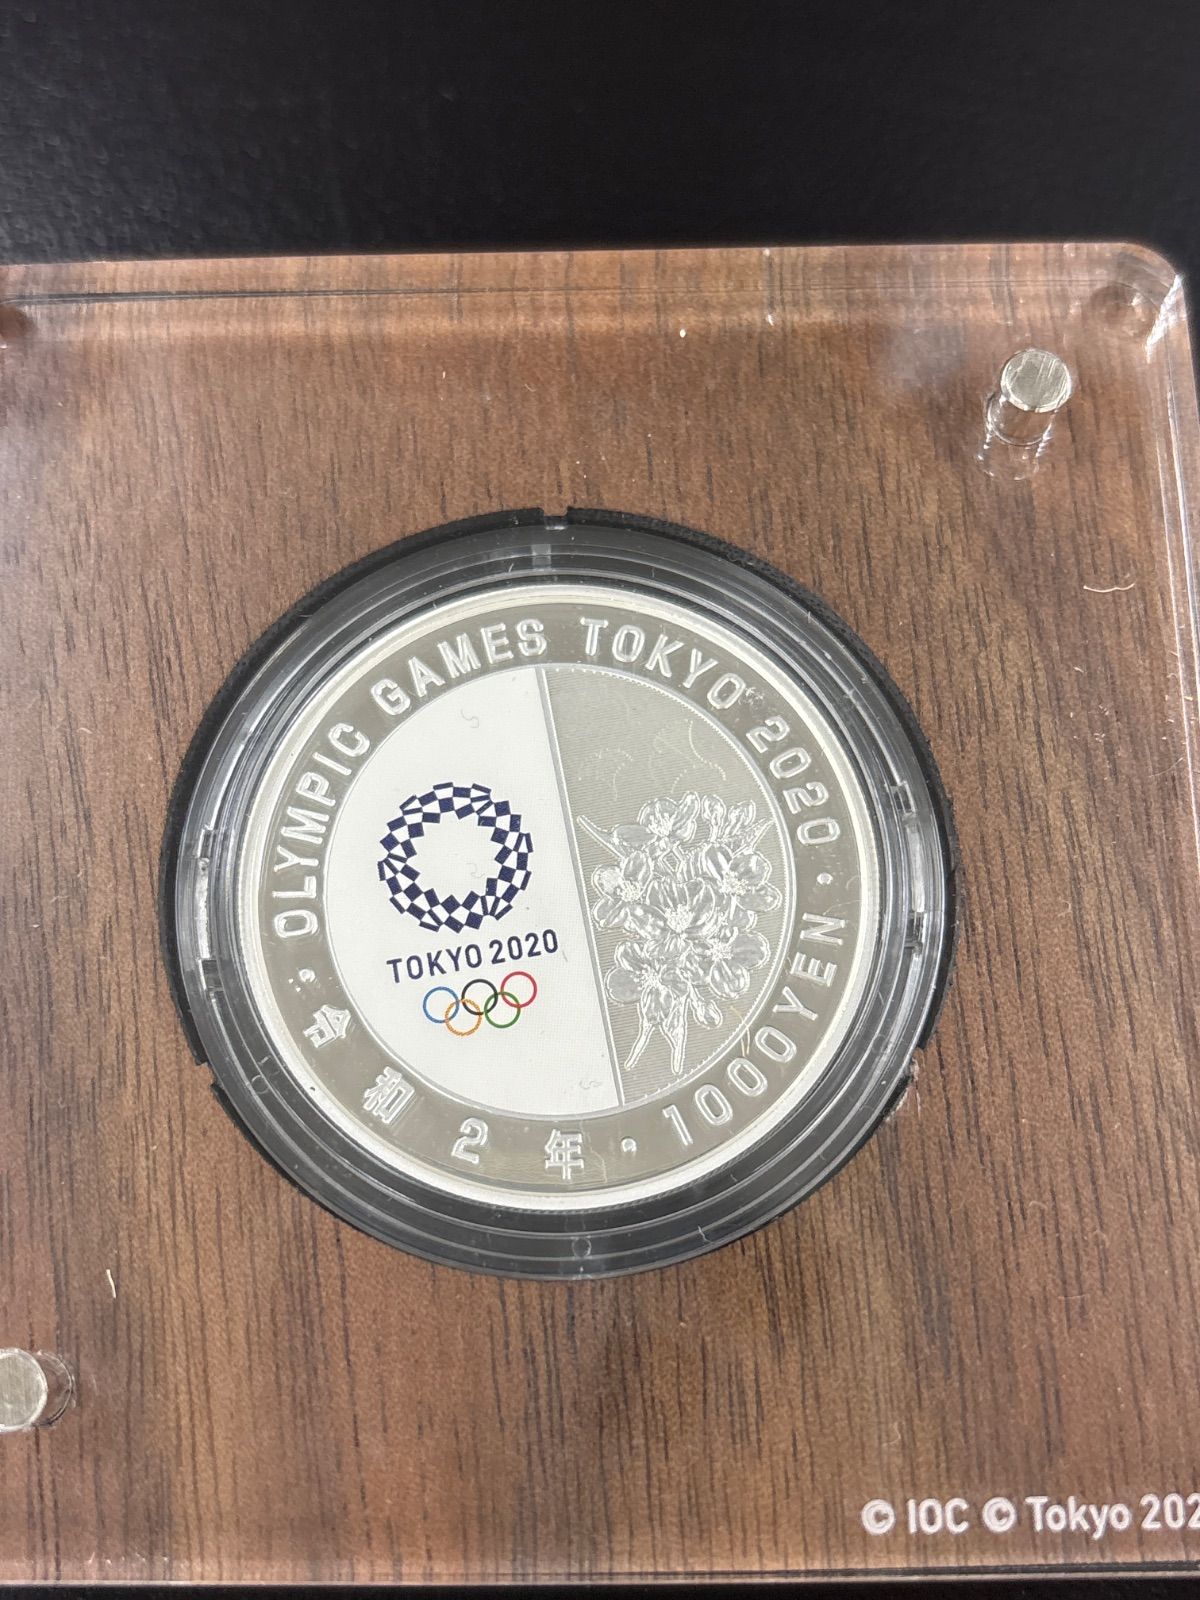 OLYMPIC GAMES TOKYO 2020
1000YEN
令和2年
TOKYO 2020
© IOC © Tokyo 202